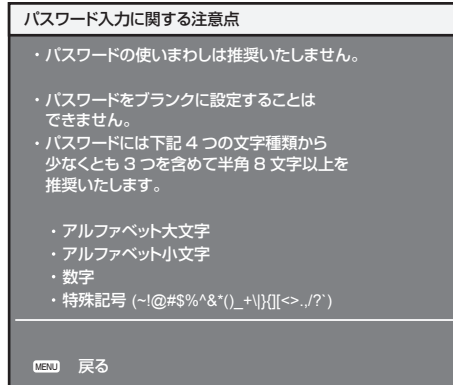 パスワード入力に関する注意点
・パスワードの使いまわしは推奨いたしません。
・パスワードをブランクに設定することは
できません。
・パスワードには下記 4 つの文字種類から
少なくとも 3 つを含めて半角 8 文字以上を
推奨いたします。
・アルファベット大文字
・アルファベット小文字
・数字
・特殊記号 (~!@#$%^&*()_+\|}{][<>.,/?`)
MENU 戻る